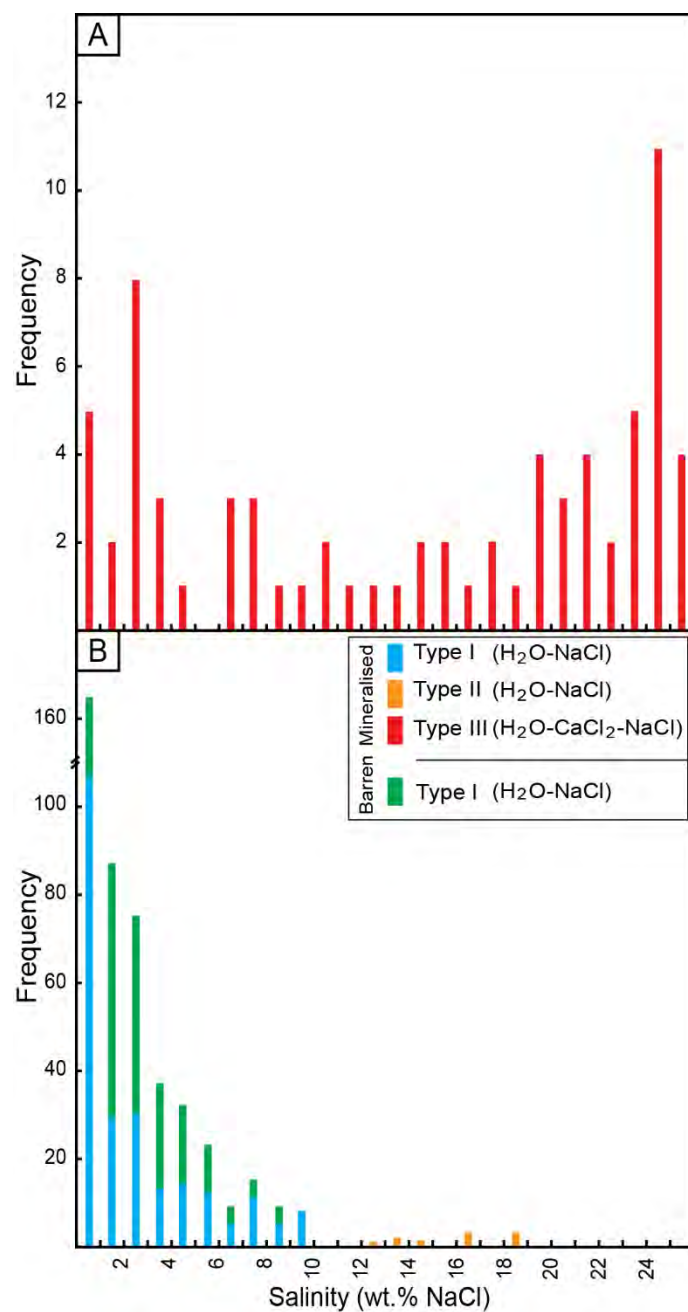 A
12
10
8
6
4
2
Frequency
B
160
100
80
60
40
20
Frequency
Mineralised
Type I (H₂O-NaCl)
Type II (H₂O-NaCl)
Type III (H₂O-CaCl₂-NaCl)
Barren
Type I (H₂O-NaCl)
2 4 6 8 10 12 14 16 18 20 22 24
Salinity (wt.% NaCl)